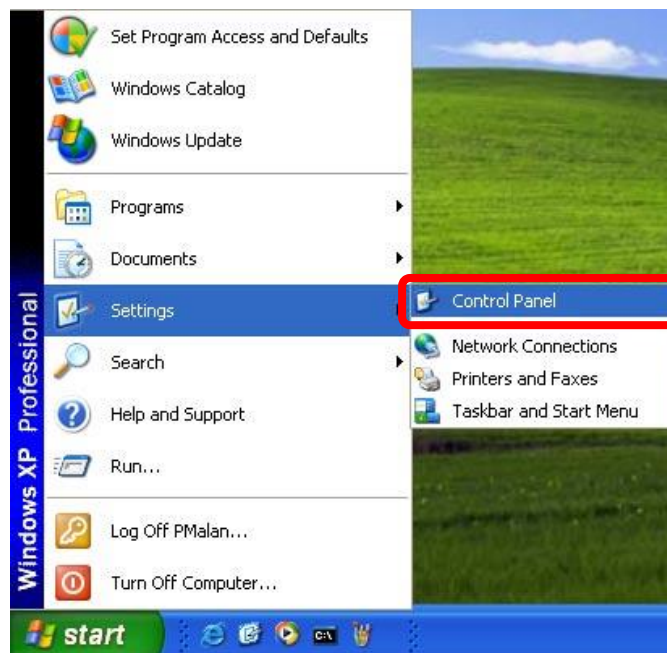 Set Program Access and Defaults
Windows Catalog
Windows Update
Programs
Documents
Settings
Search
Help and Support
Run...
Log Off PMalan...
Turn Off Computer...
Windows XP Professional
Control Panel
Network Connections
Printers and Faxes
Taskbar and Start Menu
start
C:\